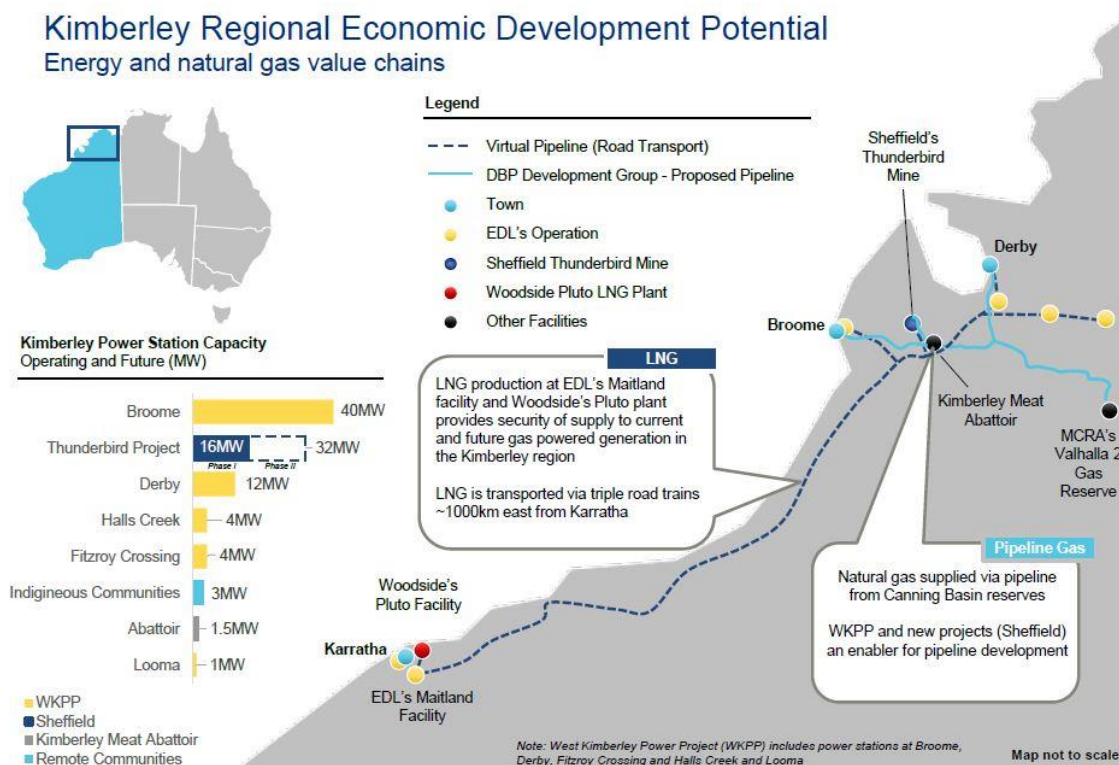 Kimberley Regional Economic Development Potential
Energy and natural gas value chains
Legend
Virtual Pipeline (Road Transport)
DBP Development Group - Proposed Pipeline
Town
EDL's Operation
Sheffield Thunderbird Mine
Woodside Pluto LNG Plant
Other Facilities
Sheffield's
Thunderbird
Mine
Derby
Broome
Kimberley Meat
Abattoir
MCRA's
Valhalla 2
Gas
Reserve
LNG
LNG production at EDL's Maitland
facility and Woodside's Pluto plant
provides security of supply to current
and future gas powered generation in
the Kimberley region
LNG is transported via triple road trains
~1000km east from Karratha
Pipeline Gas
Natural gas supplied via pipeline
from Canning Basin reserves
WKPP and new projects (Sheffield)
an enabler for pipeline development
Woodside's
Pluto Facility
Karratha
EDL's Maitland
Facility
Kimberley Power Station Capacity
Operating and Future (MW)
Broome 40MW
Thunderbird Project 16MW 32MW
Phase I Phase II
Derby 12MW
Halls Creek 4MW
Fitzroy Crossing 4MW
Indigineous Communities 3MW
Abattoir 1.5MW
Looma 1MW
WKPP
Sheffield
Kimberley Meat Abattoir
Remote Communities
Note: West Kimberley Power Project (WKPP) includes power stations at Broome,
Derby, Fitzroy Crossing and Halls Creek and Looma
Map not to scale